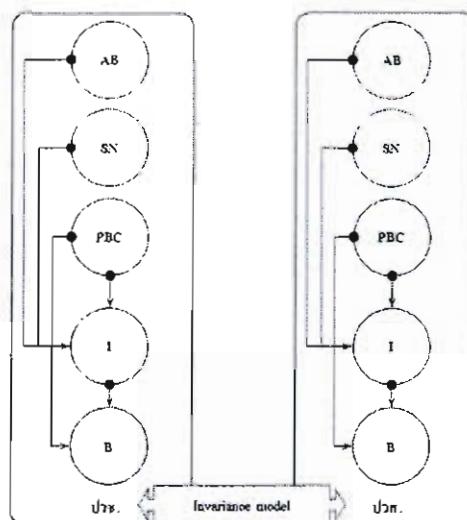 AB
SN
PBC
I
B
ปวช.
AB
SN
PBC
I
B
ปวส.
Invariance model